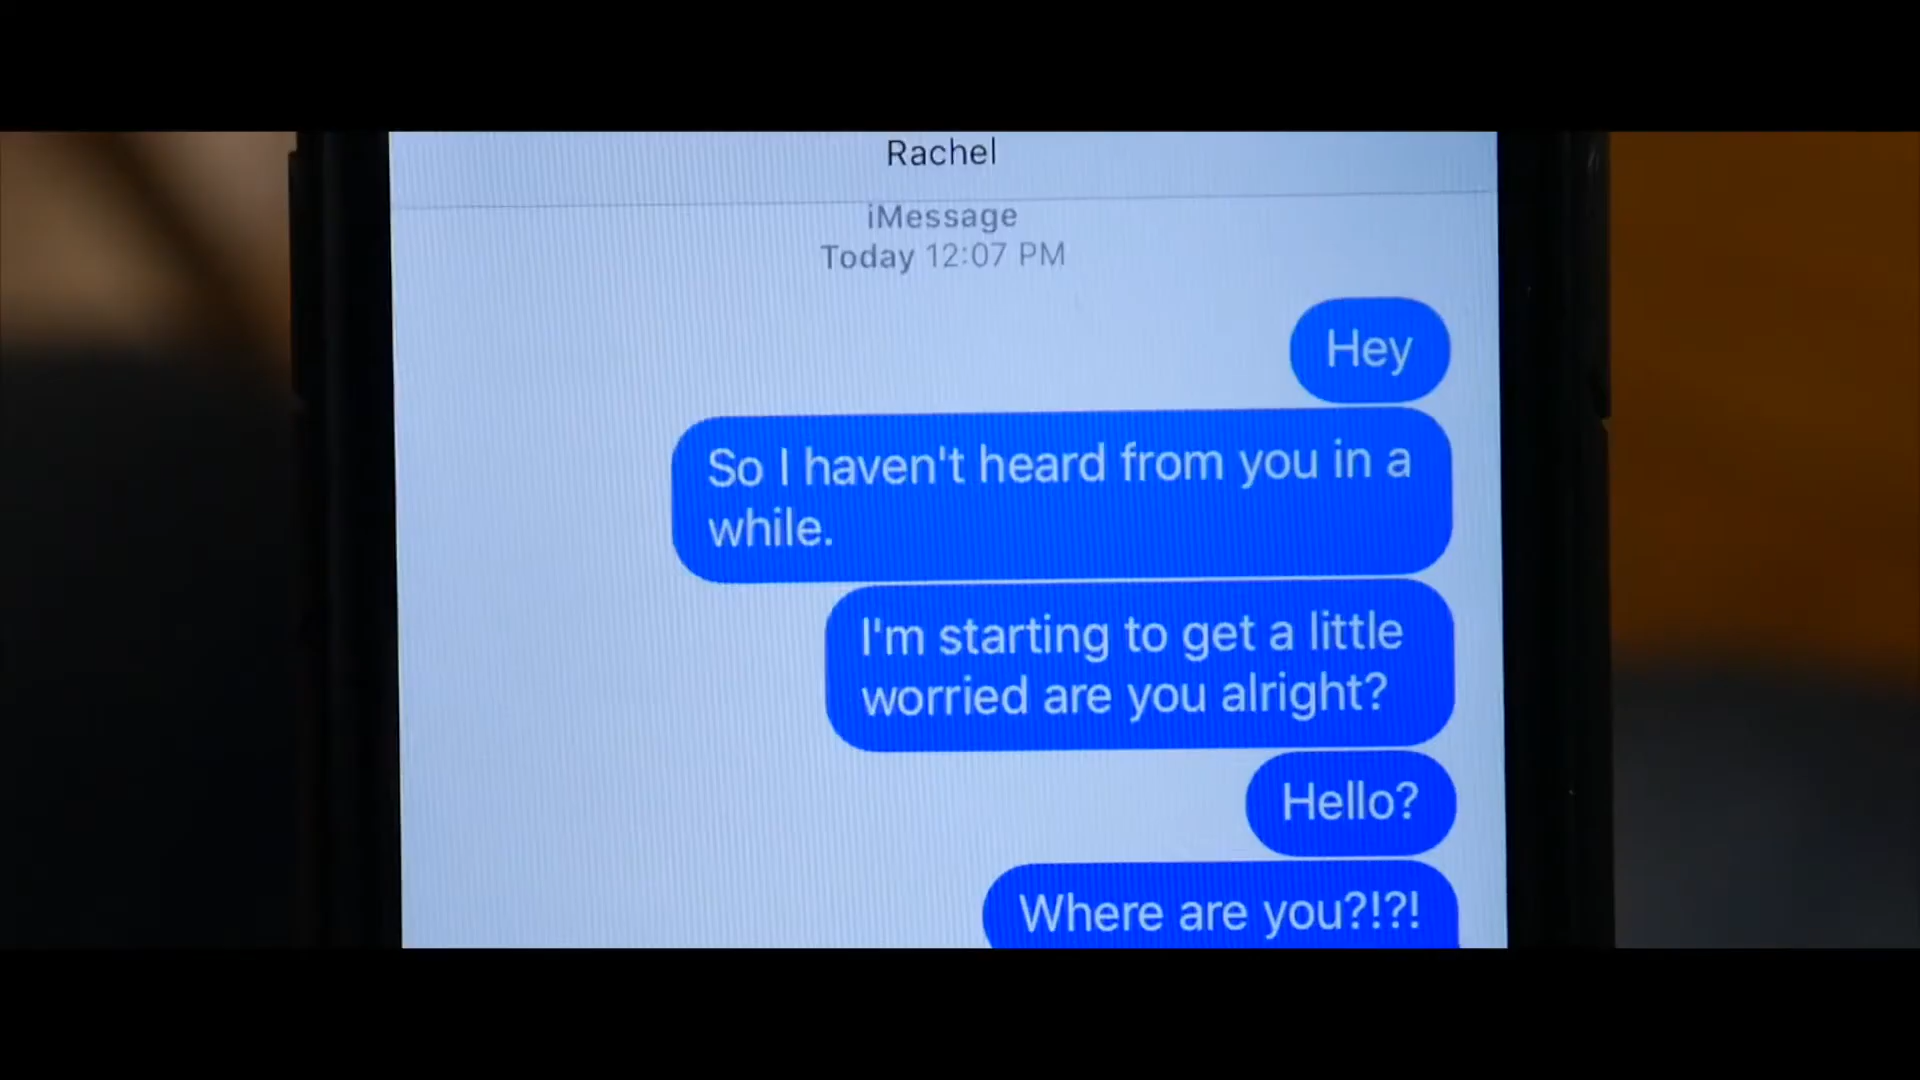 Rachel
iMessage
Today 12:07 PM
Hey
So I haven't heard from you in a
while.
I'm starting to get a little
worried are you alright?
Hello?
Where are you?!?!